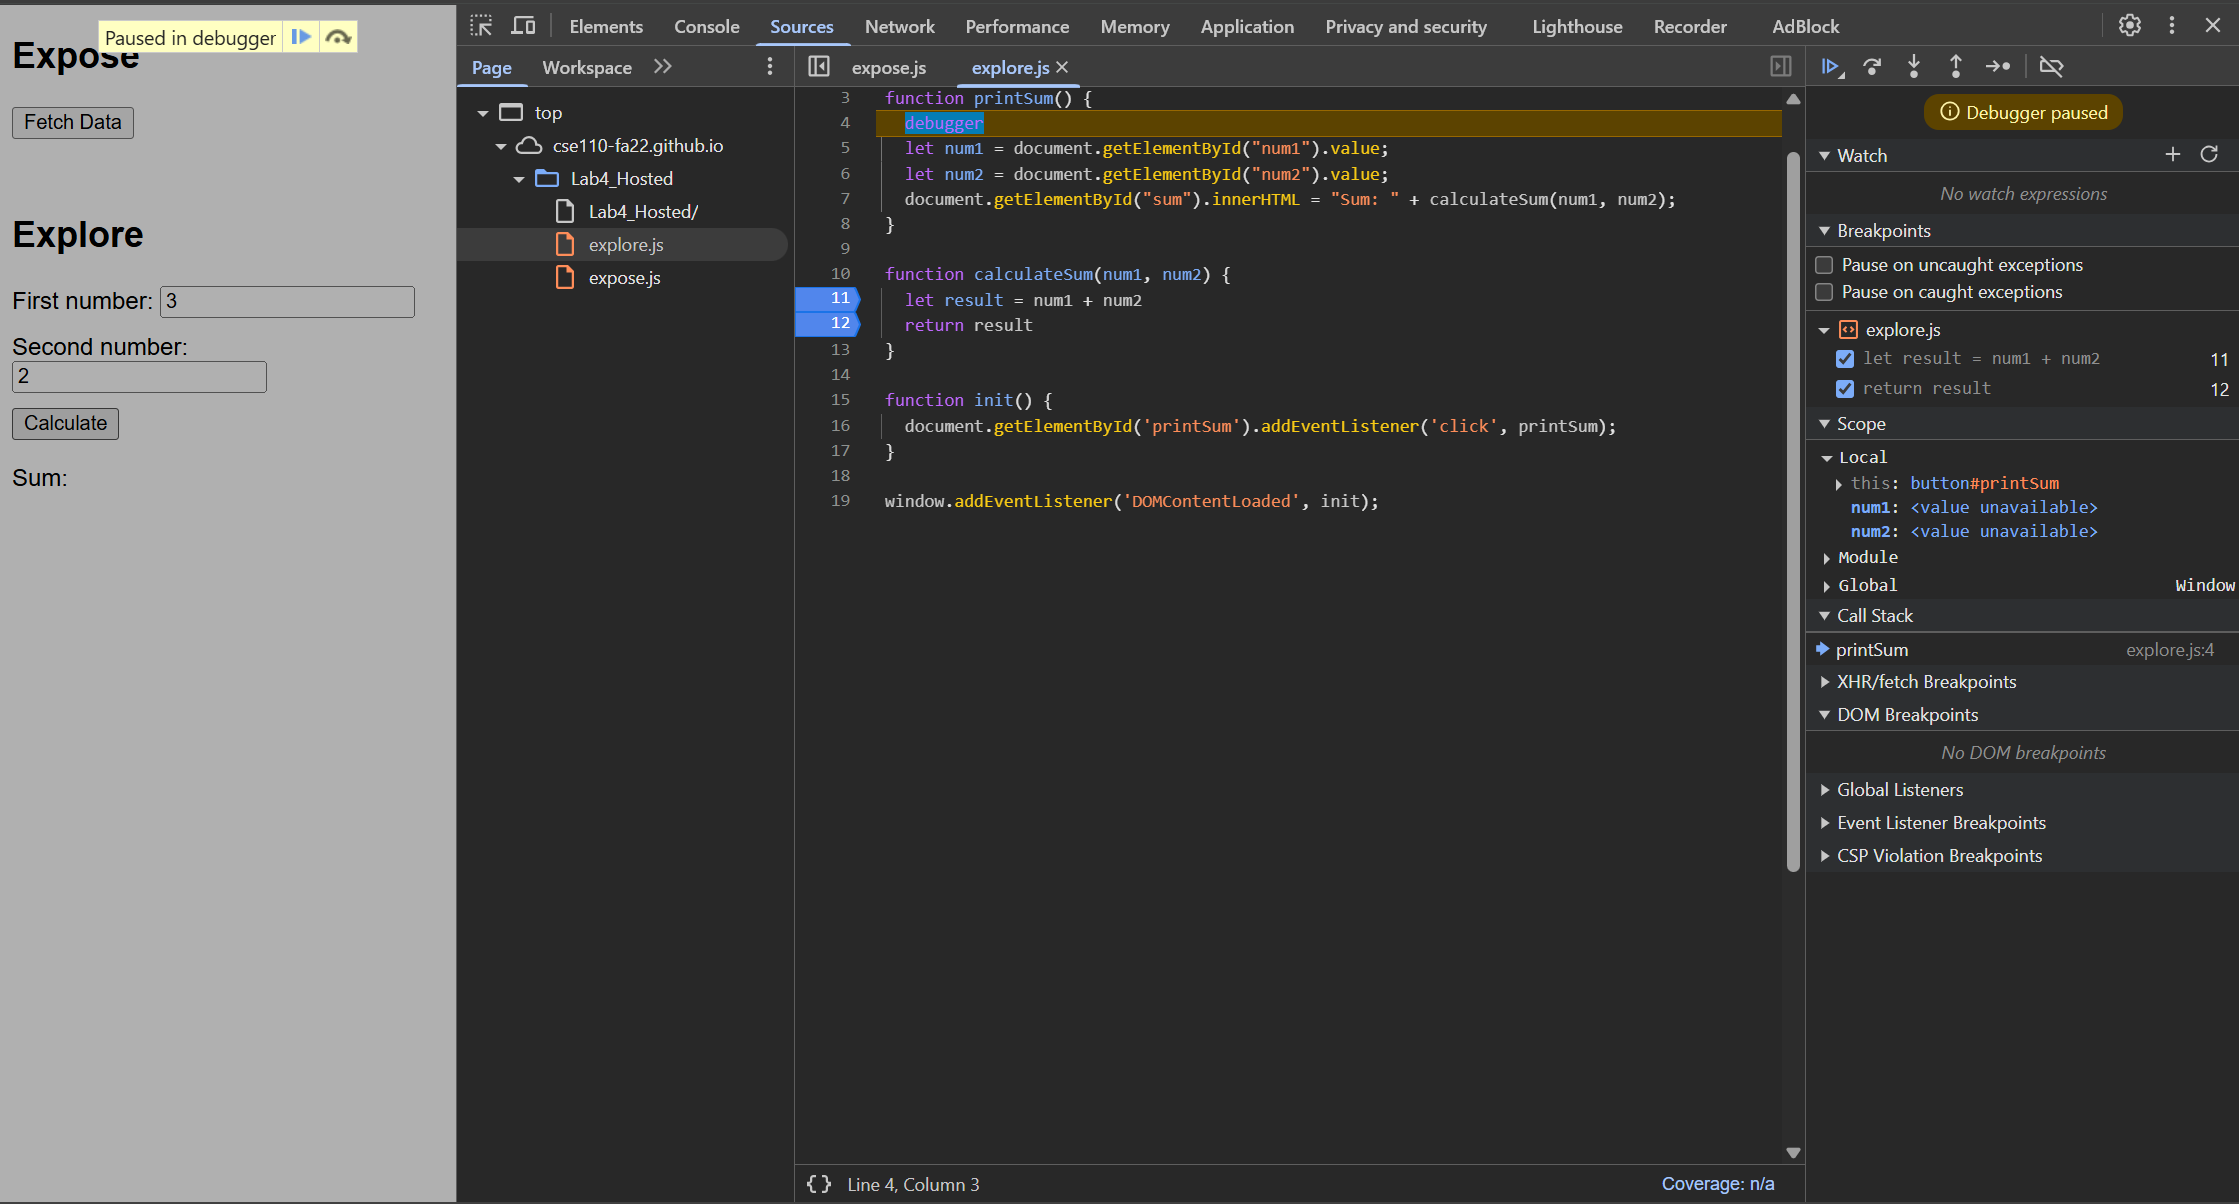 Paused in debugger
Expose
Fetch Data
Explore
First number: 3
Second number:
2
Calculate
Sum:
Elements Console Sources Network Performance Memory Application Privacy and security Lighthouse Recorder AdBlock
Page Workspace
top
cse110-fa22.github.io
Lab4_Hosted
Lab4_Hosted/
explore.js
expose.js
expose.js explore.js
3 function printSum() {
4 debugger
5 let num1 = document.getElementById("num1").value;
6 let num2 = document.getElementById("num2").value;
7 document.getElementById("sum").innerHTML = "Sum: " + calculateSum(num1, num2);
8 }
9
10 function calculateSum(num1, num2) {
11 let result = num1 + num2
12 return result
13 }
14
15 function init() {
16 document.getElementById('printSum').addEventListener('click', printSum);
17 }
18
19 window.addEventListener('DOMContentLoaded', init);
{} Line 4, Column 3 Coverage: n/a
Debugger paused
Watch
No watch expressions
Breakpoints
Pause on uncaught exceptions
Pause on caught exceptions
explore.js
let result = num1 + num2 11
return result 12
Scope
Local
this: button#printSum
num1: <value unavailable>
num2: <value unavailable>
Module
Global Window
Call Stack
printSum explore.js:4
XHR/fetch Breakpoints
DOM Breakpoints
No DOM breakpoints
Global Listeners
Event Listener Breakpoints
CSP Violation Breakpoints